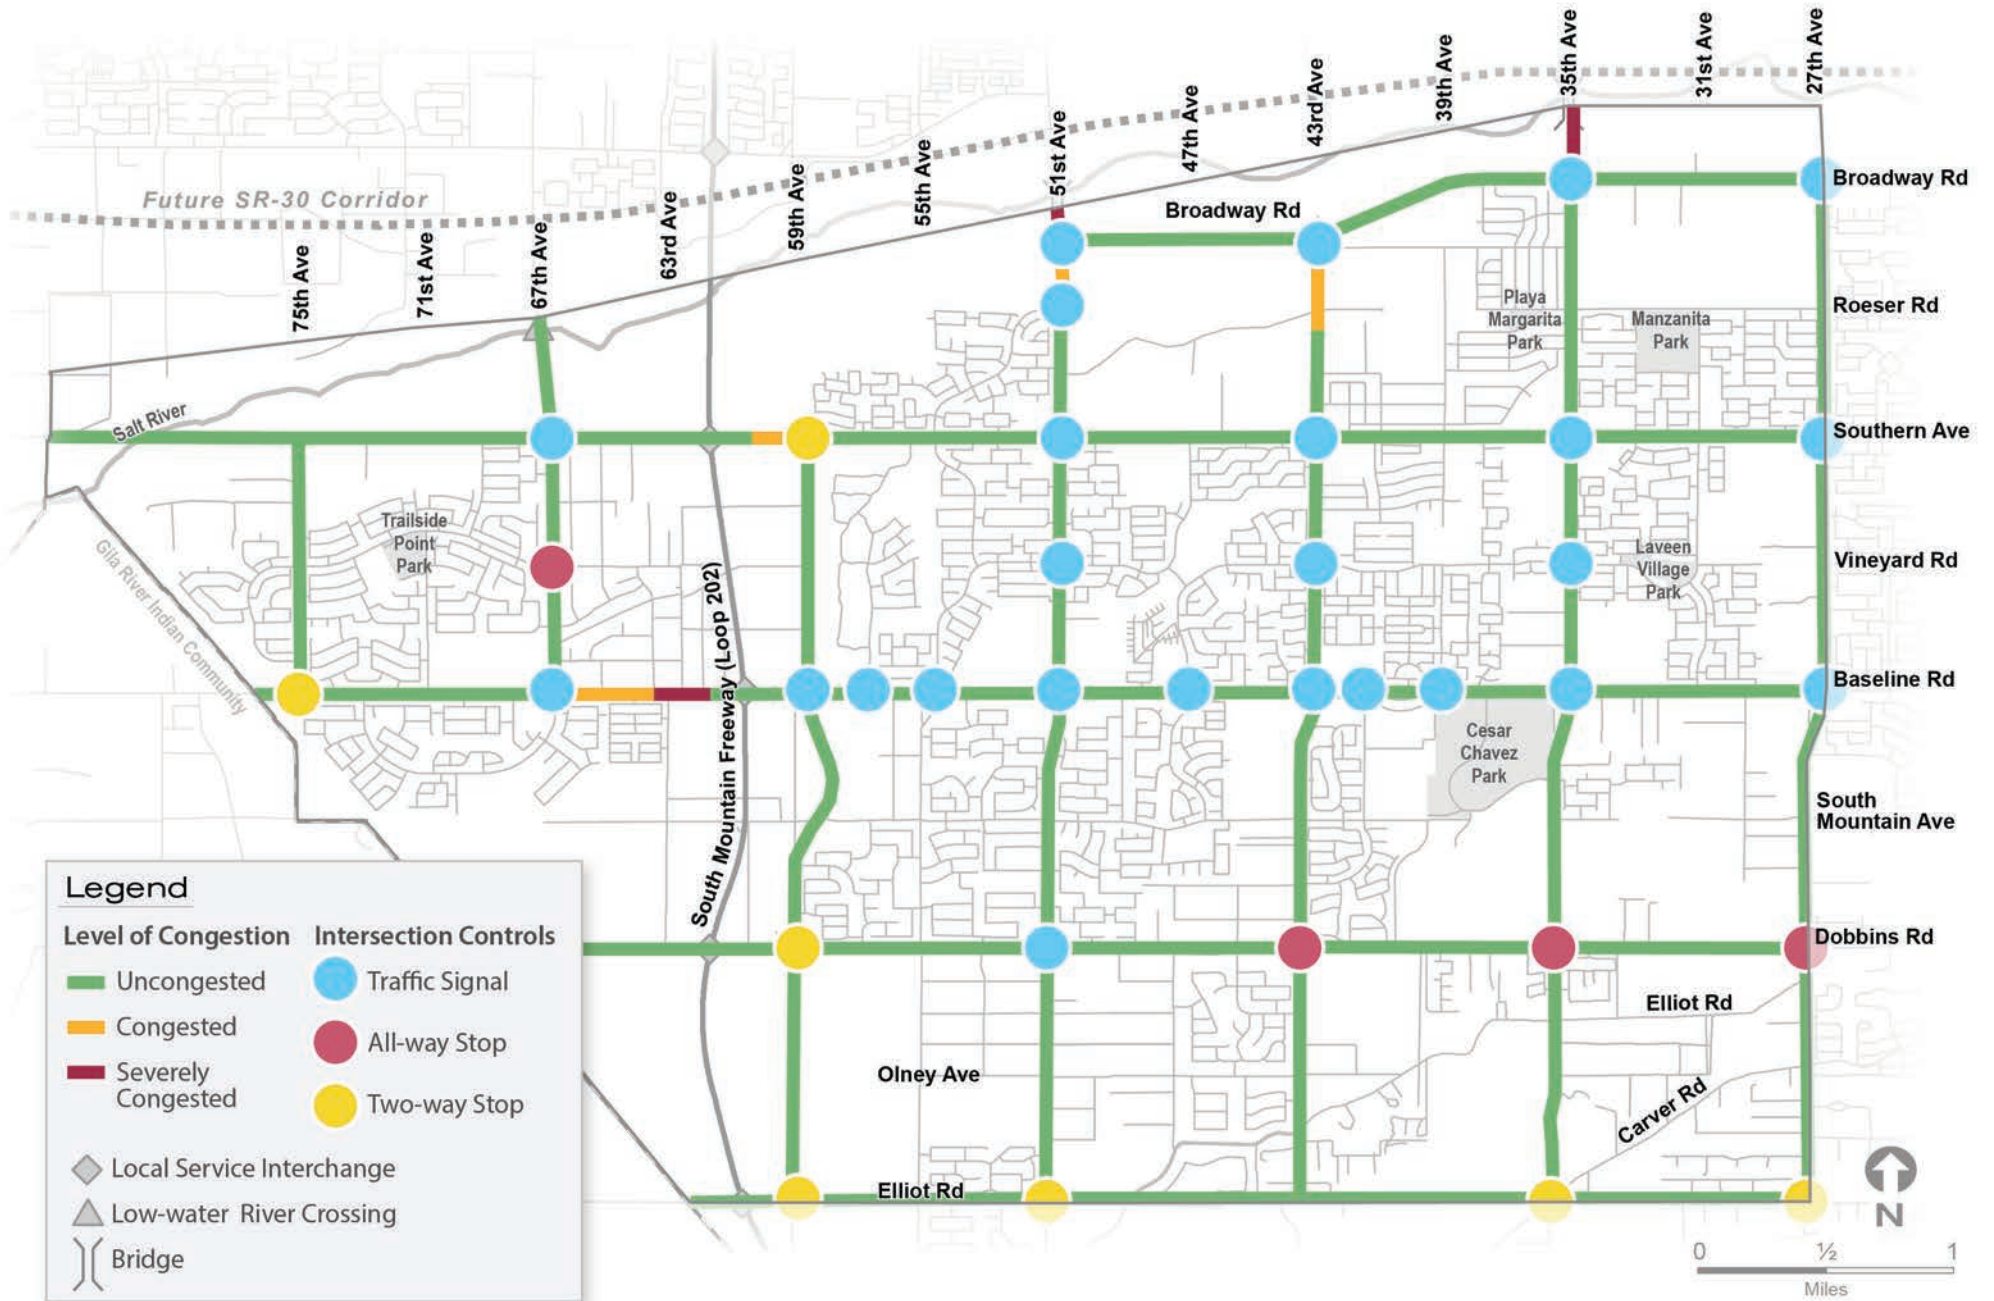 27th Ave
31st Ave
35th Ave
39th Ave
43rd Ave
47th Ave
51st Ave
55th Ave
59th Ave
63rd Ave
67th Ave
71st Ave
75th Ave
Future SR-30 Corridor
Broadway Rd
Broadway Rd
Roeser Rd
Playa
Margarita
Park
Manzanita
Park
Salt River
Southern Ave
Trailside
Point
Park
Laveen
Village
Park
Vineyard Rd
Gila River Indian Community
South Mountain Freeway (Loop 202)
Baseline Rd
Cesar
Chavez
Park
South
Mountain Ave
Dobbins Rd
Elliot Rd
Olney Ave
Carver Rd
Elliot Rd
Legend
Level of Congestion
Uncongested
Congested
Severely
Congested
Intersection Controls
Traffic Signal
All-way Stop
Two-way Stop
Local Service Interchange
Low-water River Crossing
Bridge
N
0 ½ 1
Miles